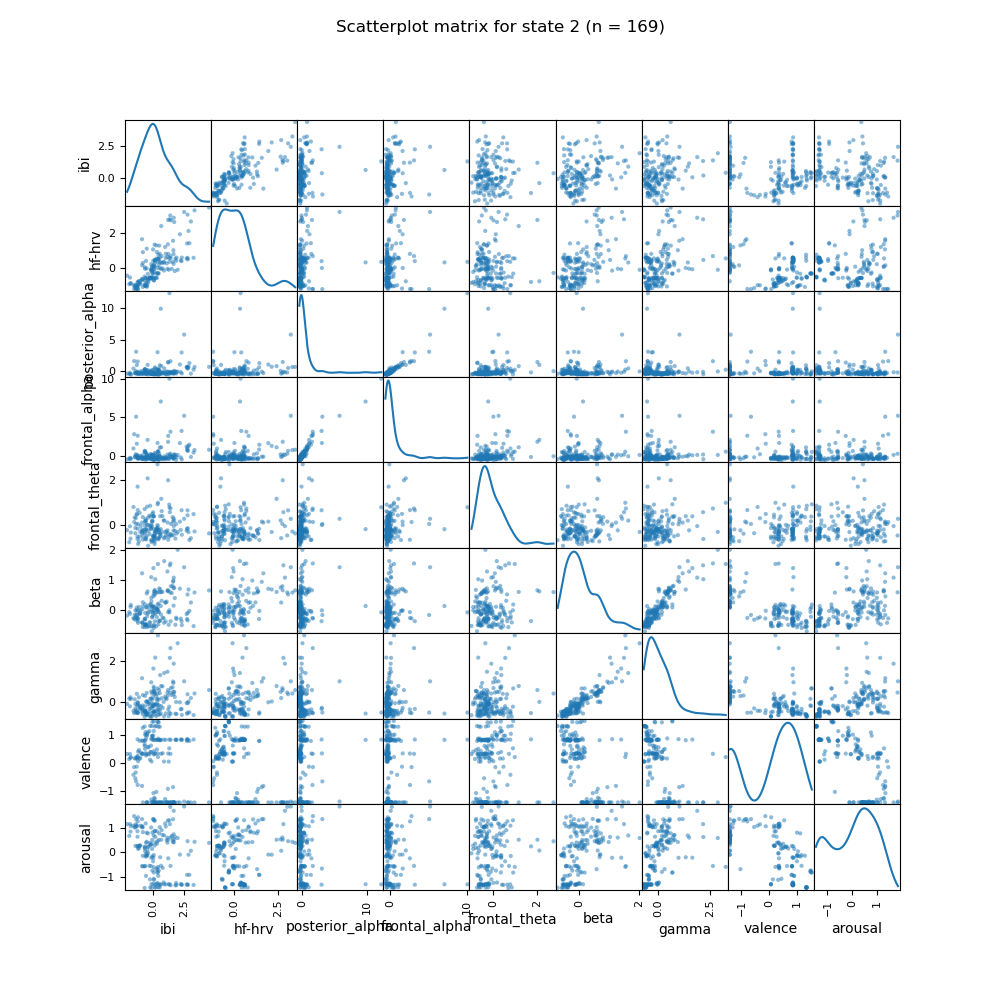 Scatterplot matrix for state 2 (n = 169)
ibi
2.5
0.0
hf-hrv
2
0
posterior_alpha
10
5
0
frontal_alpha
10
5
0
frontal_theta
2
0
beta
2
1
0
gamma
2
0
valence
1
0
−1
arousal
1
0
−1
0.0 2.5 0.0 2.5 0 10 0 10 0 2 0 2 0.0 2.5 −1 0 1 −1 0 1
ibi hf-hrv posterior_alpha frontal_alpha frontal_theta beta gamma valence arousal